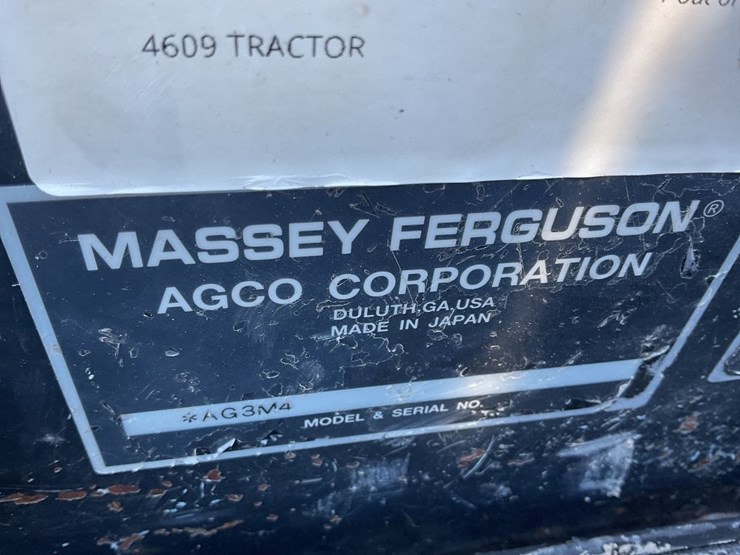 4609 TRACTOR
MASSEY FERGUSON®
AGCO CORPORATION
DULUTH, GA, USA
MADE IN JAPAN
*AG3M4
MODEL & SERIAL NO.